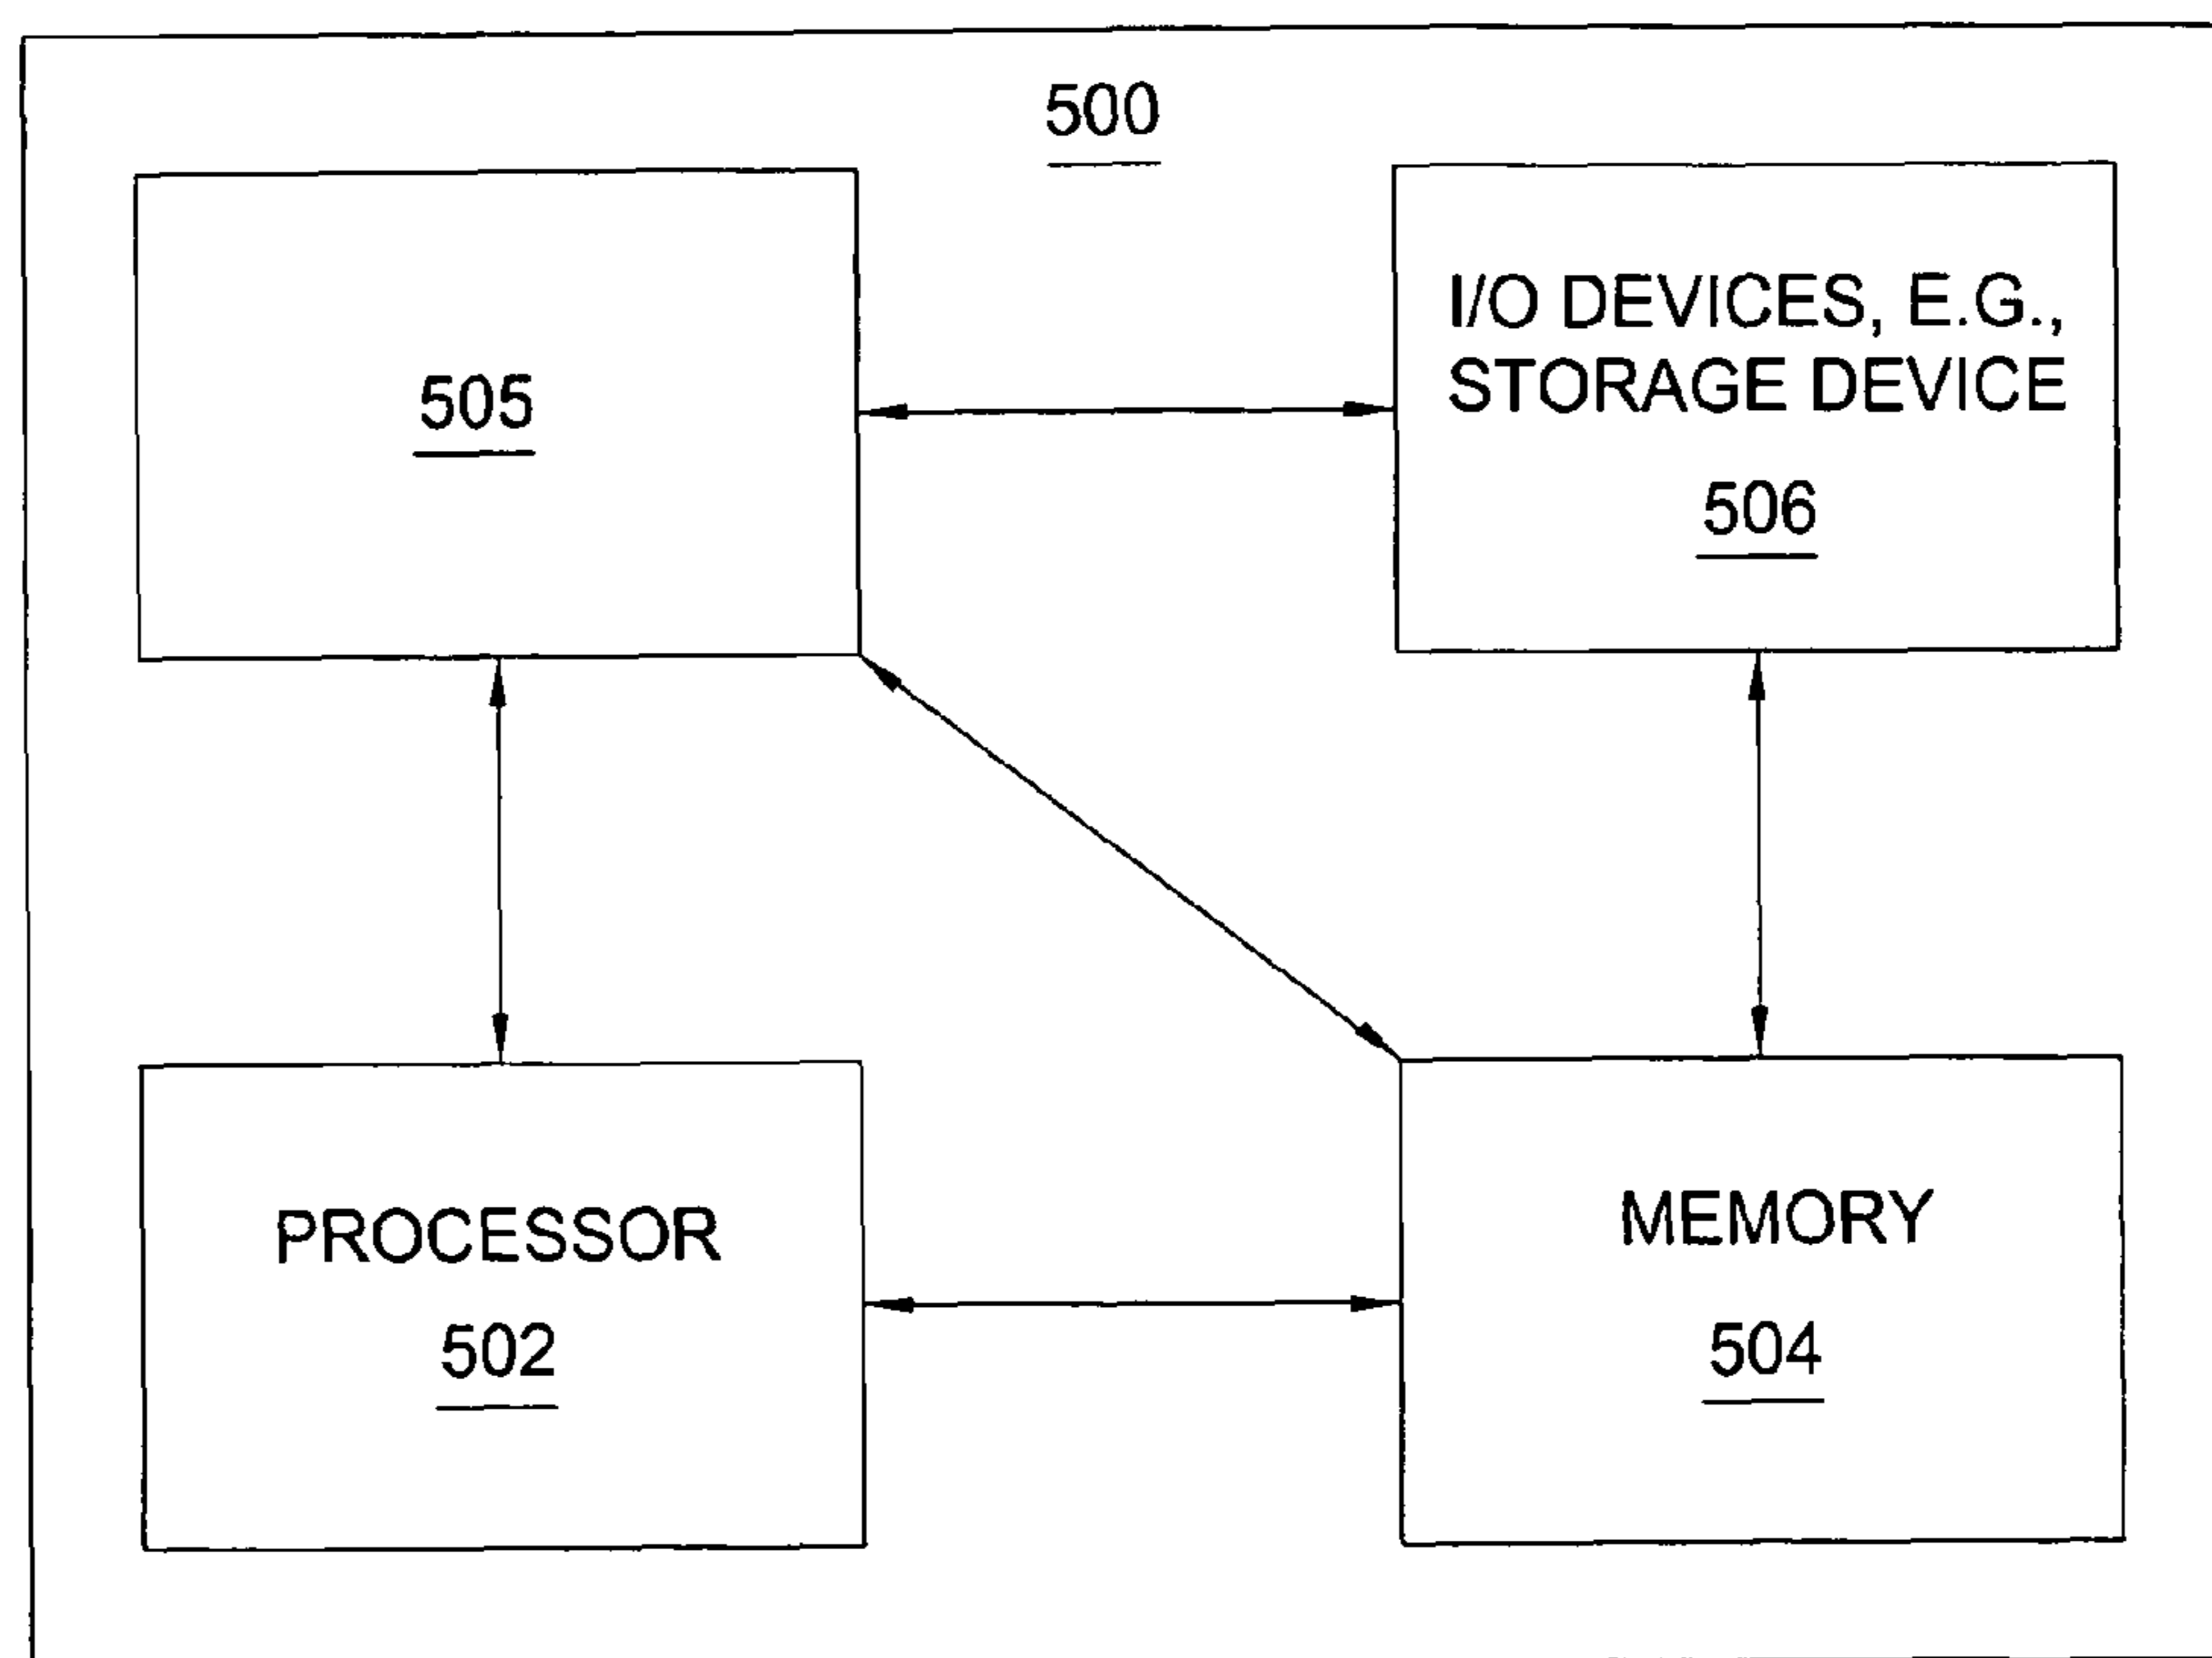 500
505
I/O DEVICES, E.G.,
STORAGE DEVICE
506
PROCESSOR
502
MEMORY
504